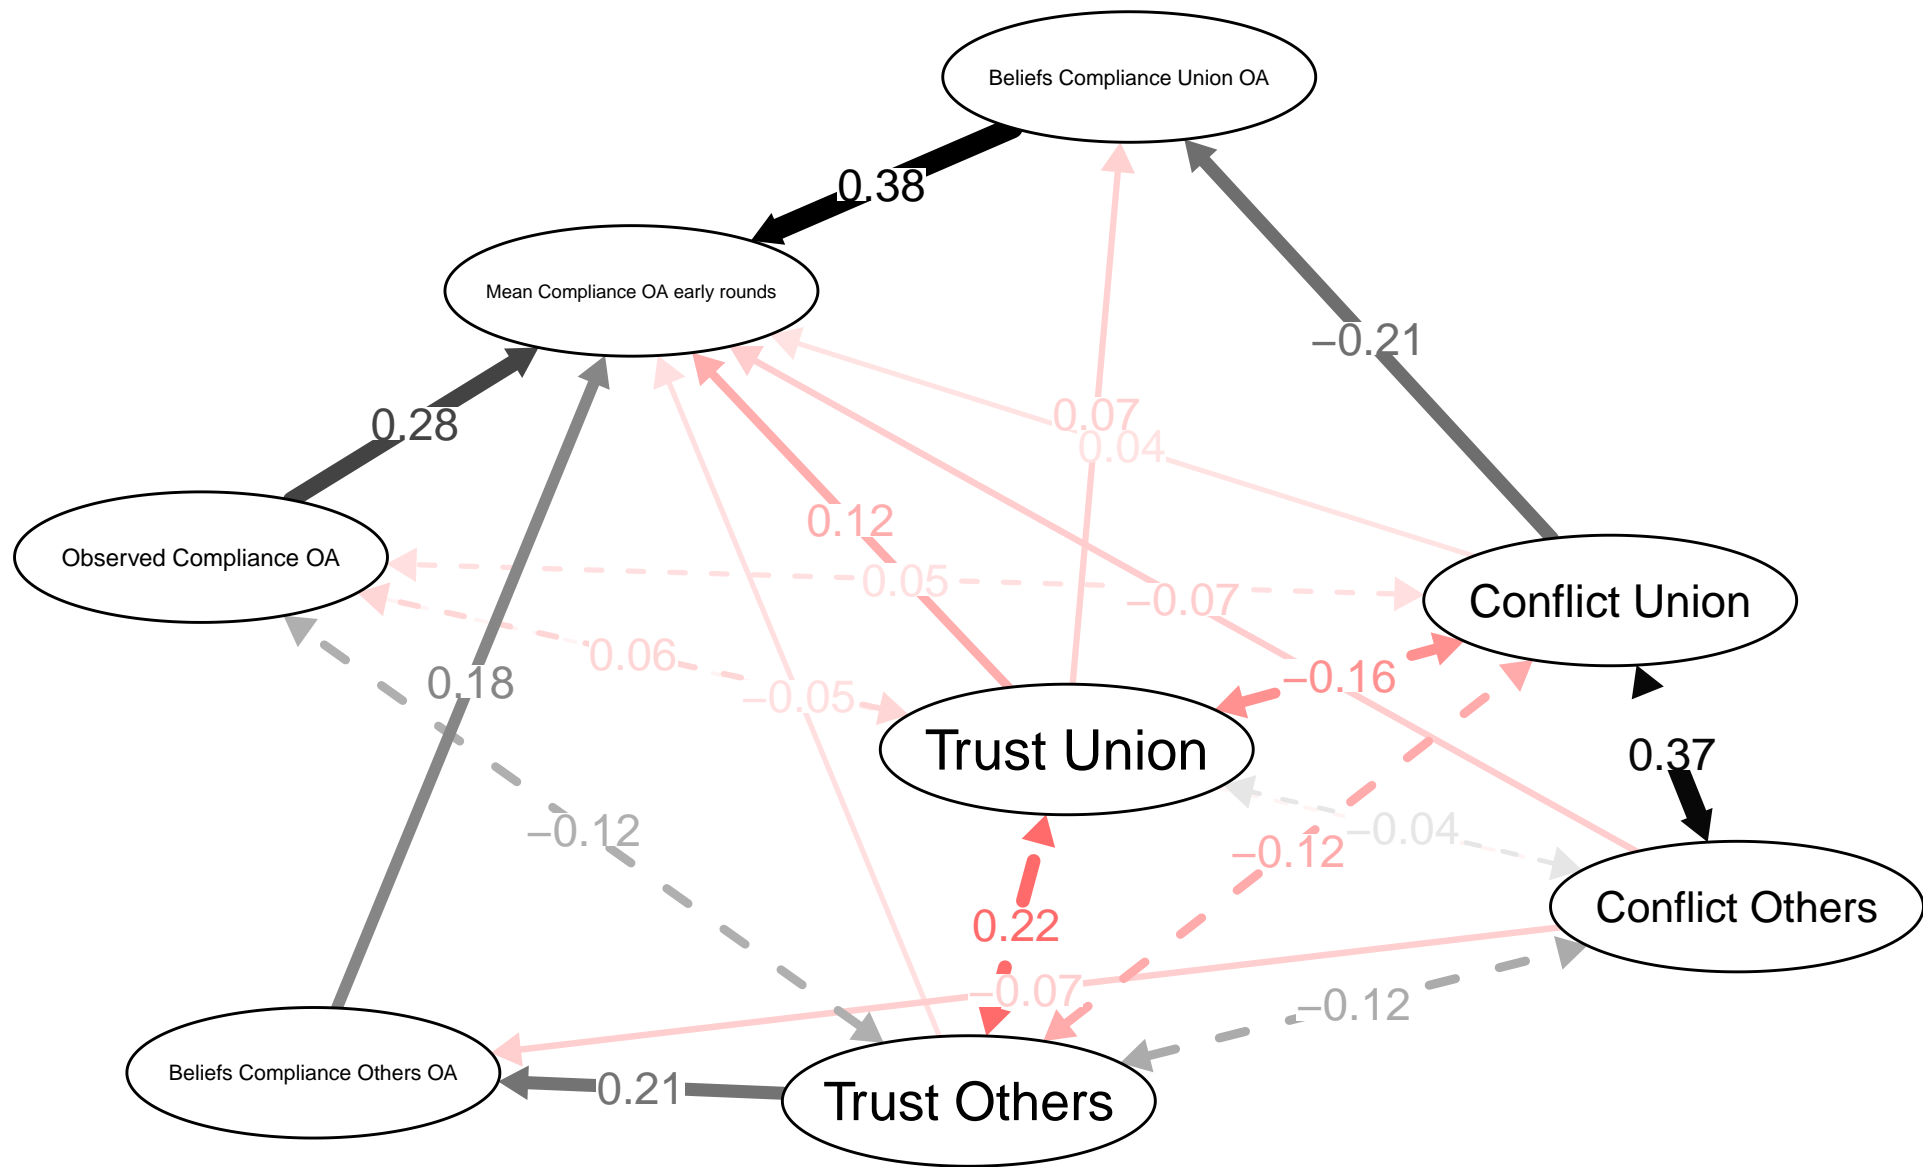 Beliefs Compliance Union OA
0.38
Mean Compliance OA early rounds
−0.21
0.28
0.07
0.04
0.12
Observed Compliance OA
0.05
−0.07
Conflict Union
0.06
0.18
−0.05
−0.16
Trust Union
0.37
−0.12
−0.04
−0.12
Conflict Others
0.22
−0.07
−0.12
Beliefs Compliance Others OA
0.21
Trust Others